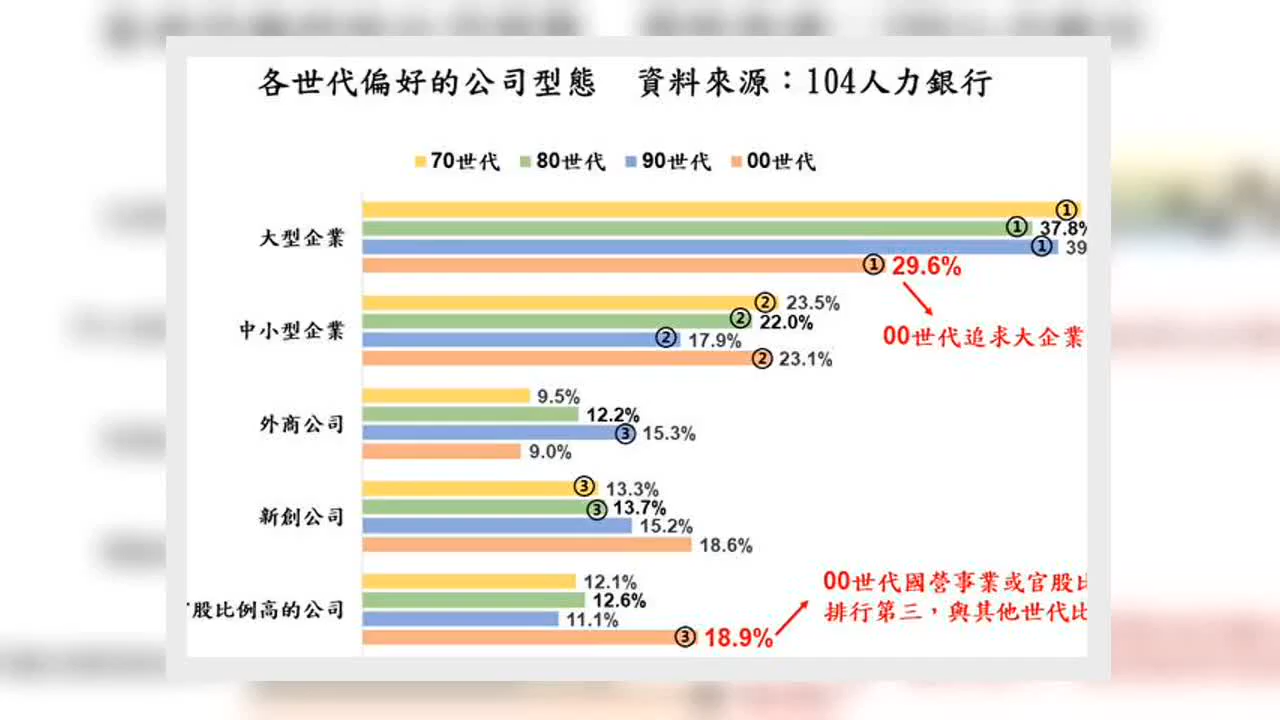 各世代偏好的公司型態 資料來源：104人力銀行
70世代 80世代 90世代 00世代
大型企業
①
① 37.8%
① 39
① 29.6%
00世代追求大企業
中小型企業
② 23.5%
② 22.0%
② 17.9%
② 23.1%
外商公司
9.5%
12.2%
③ 15.3%
9.0%
新創公司
③ 13.3%
③ 13.7%
15.2%
18.6%
股比例高的公司
12.1%
12.6%
11.1%
③ 18.9%
00世代國營事業或官股比
排行第三，與其他世代比